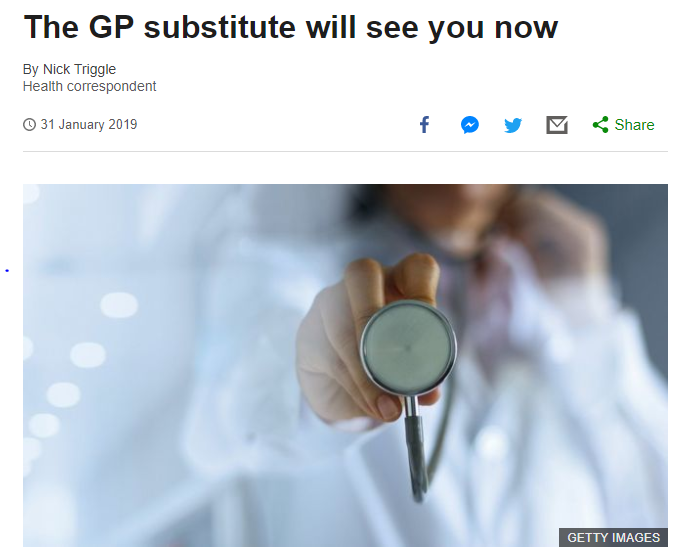 The GP substitute will see you now
By Nick Triggle
Health correspondent
31 January 2019
Share
GETTY IMAGES